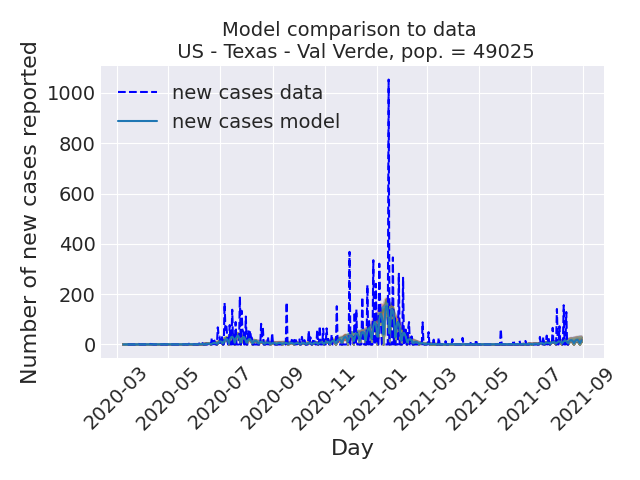 Model comparison to data
US - Texas - Val Verde, pop. = 49025
Number of new cases reported
1000
800
600
400
200
0
new cases data
new cases model
2020-03
2020-05
2020-07
2020-09
2020-11
2021-01
2021-03
2021-05
2021-07
2021-09
Day